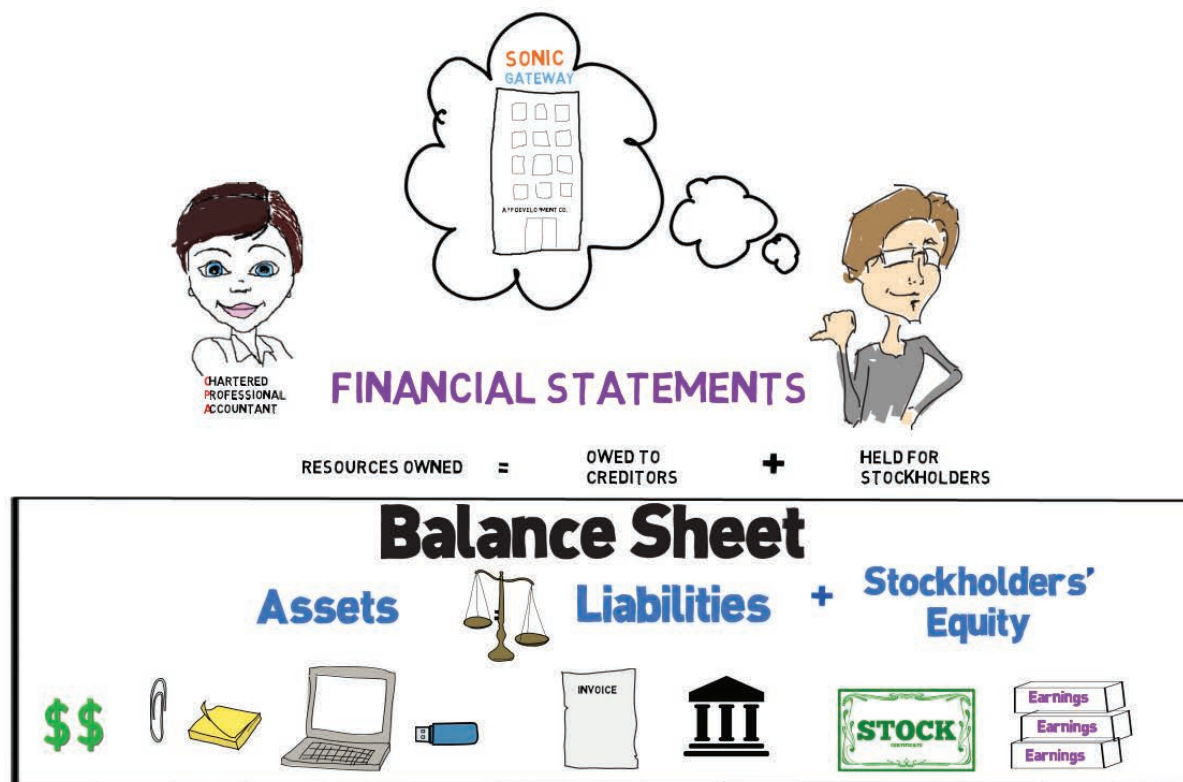 SONIC
GATEWAY
APP DEVELOPMENT CO.
CHARTERED
PROFESSIONAL
ACCOUNTANT
FINANCIAL STATEMENTS
RESOURCES OWNED = OWED TO CREDITORS + HELD FOR STOCKHOLDERS
Balance Sheet
Assets = Liabilities + Stockholders' Equity
$$
INVOICE
STOCK
CERTIFICATE
Earnings
Earnings
Earnings